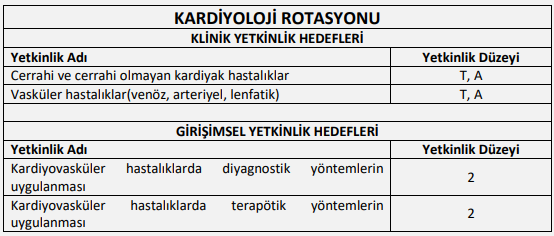 KARDİYOLOJİ ROTASYONU
KLİNİK YETKİNLİK HEDEFLERİ
Yetkinlik Adı Yetkinlik Düzeyi
Cerrahi ve cerrahi olmayan kardiyak hastalıklar T, A
Vasküler hastalıklar(venöz, arteriyel, lenfatik) T, A
GİRİŞİMSEL YETKİNLİK HEDEFLERİ
Yetkinlik Adı Yetkinlik Düzeyi
Kardiyovasküler hastalıklarda diyagnostik yöntemlerin
uygulanması 2
Kardiyovasküler hastalıklarda terapötik yöntemlerin
uygulanması 2